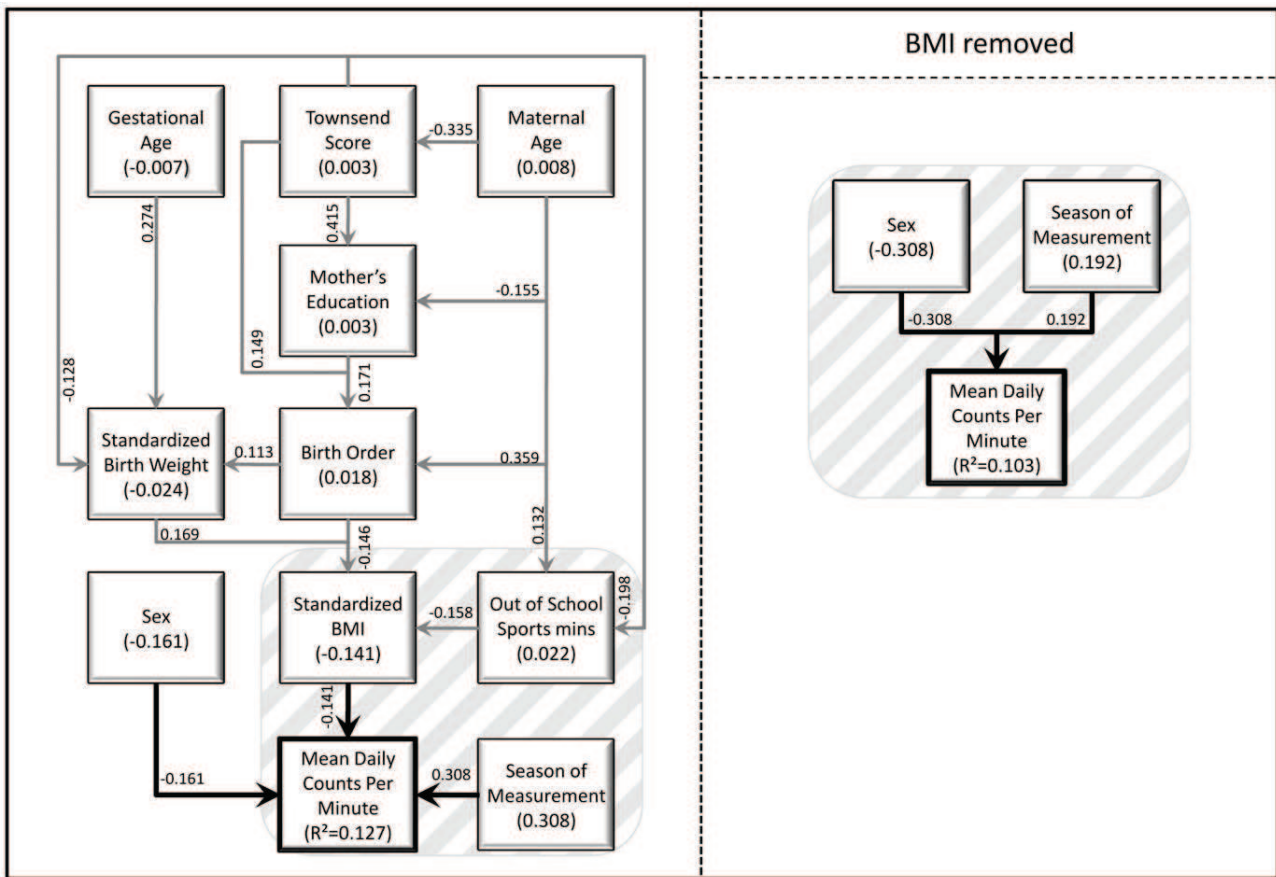 BMI removed
Gestational
Age
(-0.007)
Townsend
Score
(0.003)
-0.335
Maternal
Age
(0.008)
0.274
0.415
Mother's
Education
(0.003)
-0.155
0.149
0.171
-0.128
Standardized
Birth Weight
(-0.024)
0.113
Birth Order
(0.018)
0.359
0.169
-0.146
0.132
Sex
(-0.161)
Standardized
BMI
(-0.141)
-0.158
Out of School
Sports mins
(0.022)
-0.198
-0.141
-0.161
Mean Daily
Counts Per
Minute
(R²=0.127)
0.308
Season of
Measurement
(0.308)
Sex
(-0.308)
Season of
Measurement
(0.192)
-0.308
0.192
Mean Daily
Counts Per
Minute
(R²=0.103)